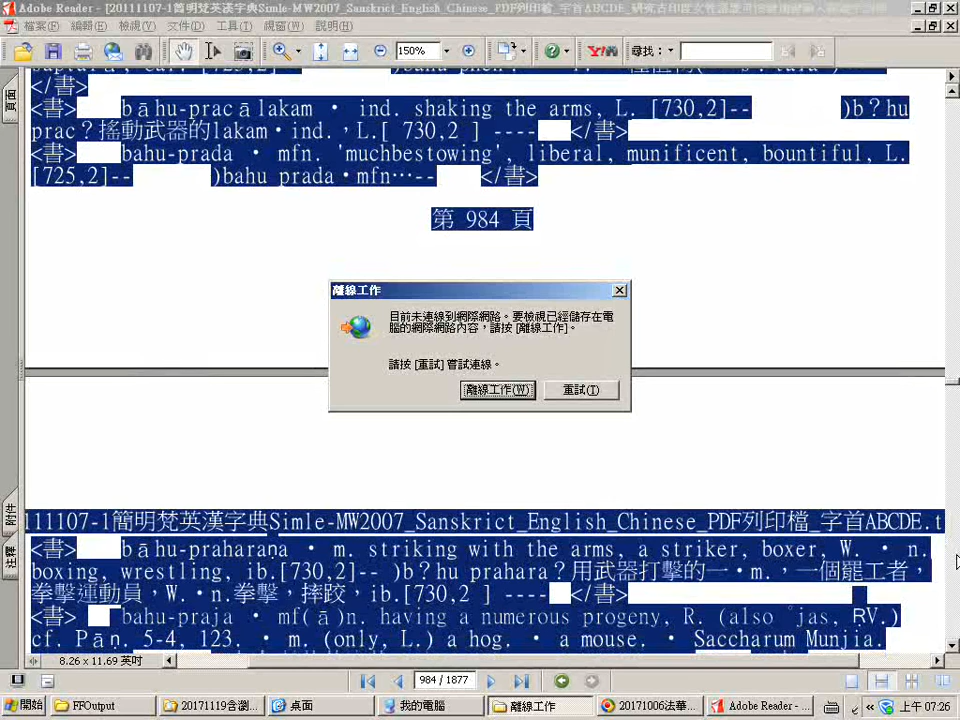 Adobe Reader - [20111107-1簡明梵英漢字典Simle-MW2007_Sanskrict_English_Chinese_PDF列印檔_字首ABCDE_
檔案(F) 編輯(E) 檢視(V) 文件(D) 工具(T) 視窗(W) 說明(H)
150% 尋找:
頁面
</書>
<書> bāhu-pracālakam · ind. shaking the arms, L. [730,2]-- )b?hu
prac?搖動武器的lakam·ind.,L.[ 730,2 ] ---- </書>
<書> bahu-prada · mfn. 'muchbestowing', liberal, munificent, bountiful, L.
[725,2]-- )bahu prada·mfn…-- </書>
第 984 頁
離線工作
目前未連線到網際網路。要檢視已經儲存在電
腦的網際網路內容，請按 [離線工作]。
請按 [重試] 嘗試連線。
離線工作(W) 重試(T)
附件
注釋
111107-1簡明梵英漢字典Simle-MW2007_Sanskrict_English_Chinese_PDF列印檔_字首ABCDE.t
<書> bāhu-praharaṇa · m. striking with the arms, a striker, boxer, W. · n.
boxing, wrestling, ib.[730,2]-- )b?hu prahara?用武器打擊的一·m.，一個罷工者，
拳擊運動員，W.·n.拳擊，摔跤，ib.[730,2 ] ---- </書>
<書> bahu-praja · mf(ā)n. having a numerous progeny, R. (also °jas, RV.)
cf. Pāṇ. 5-4, 123. · m. (only, L.) a hog. · a mouse. · Saccharum Munjia.
8.26 x 11.69 英吋
984 / 1877
開始 FFOutput 20171119含瀏... 桌面 我的電腦 離線工作 20171006法華... Adobe Reader - ... 上午 07:26